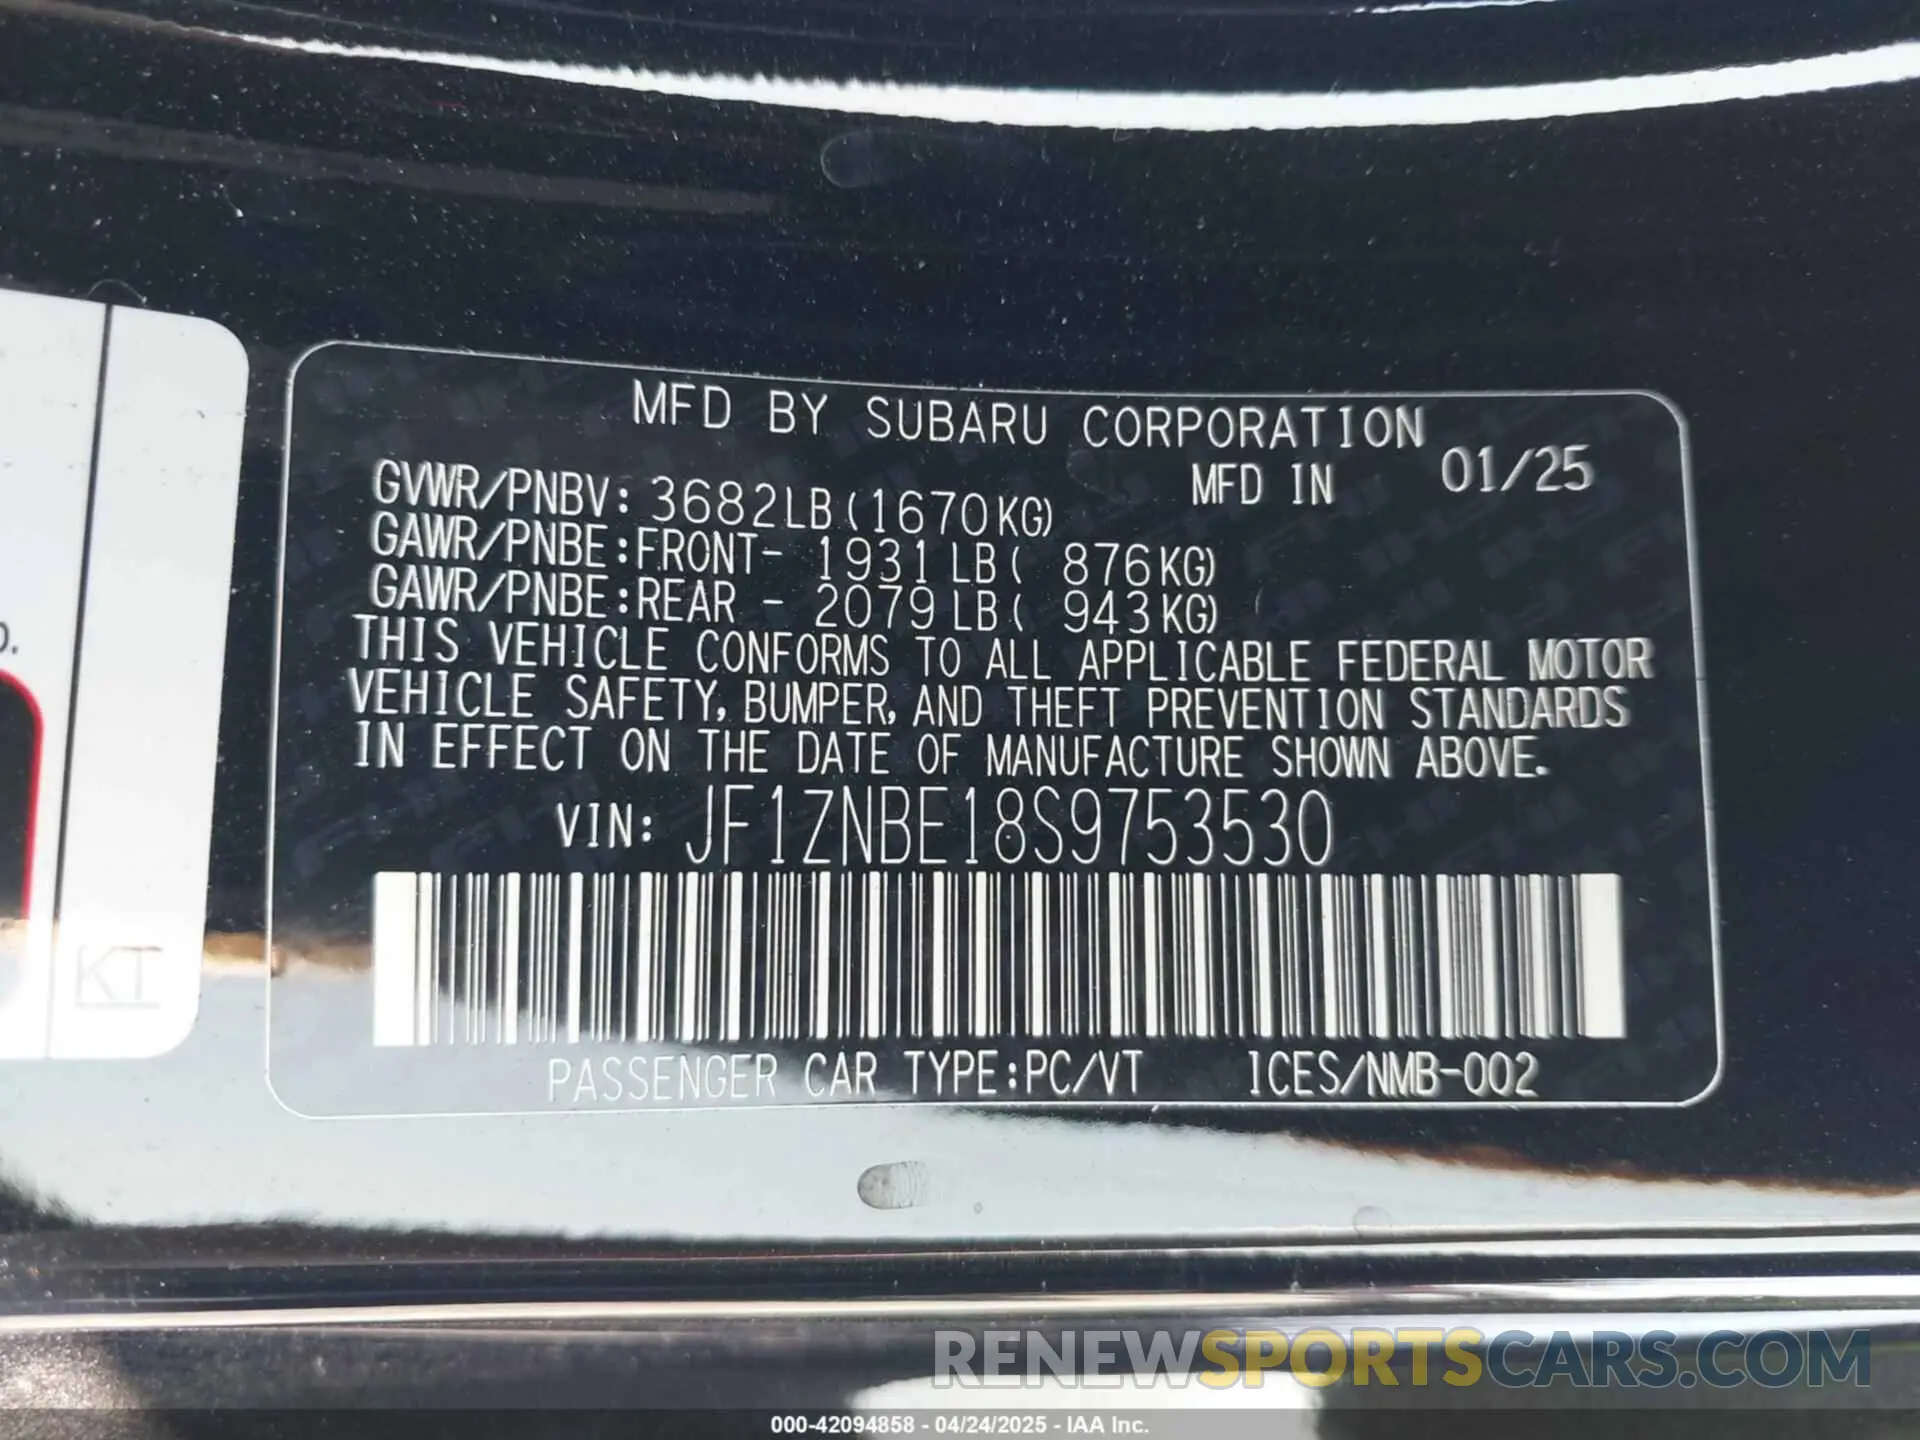 MFD BY SUBARU CORPORATION
MFD IN 01/25
GVWR/PNBV: 3682LB(1670KG)
GAWR/PNBE:FRONT- 1931LB( 876KG)
GAWR/PNBE:REAR - 2079LB( 943KG)
THIS VEHICLE CONFORMS TO ALL APPLICABLE FEDERAL MOTOR
VEHICLE SAFETY, BUMPER, AND THEFT PREVENTION STANDARDS
IN EFFECT ON THE DATE OF MANUFACTURE SHOWN ABOVE.
VIN: JF1ZNBE18S9753530
PASSENGER CAR TYPE:PC/VT ICES/NMB-002
KT
RENEWSPORTSCARS.COM
000-42094858 - 04/24/2025 - IAA Inc.